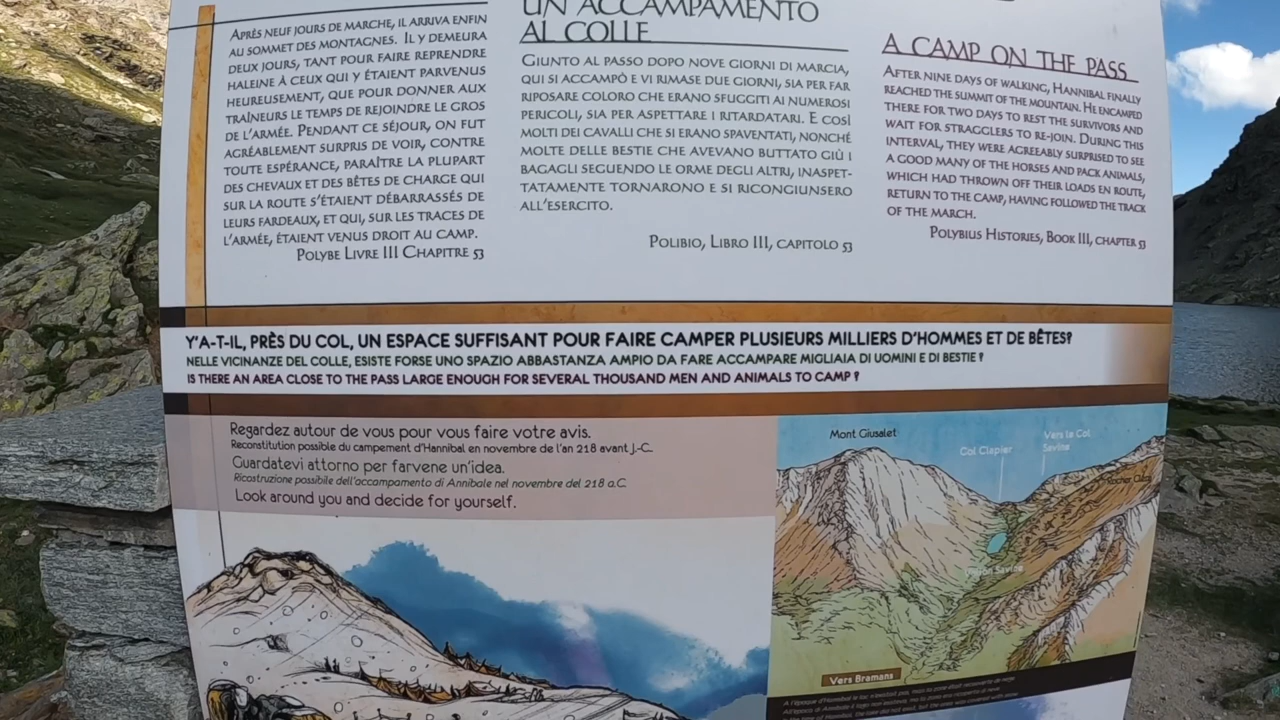 Après neuf jours de marche, il arriva enfin
au sommet des montagnes. Il y demeura
deux jours, tant pour faire reprendre
haleine à ceux qui y étaient parvenus
heureusement, que pour donner aux
traîneurs le temps de rejoindre le gros
de l'armée. Pendant ce séjour, on fut
agréablement surpris de voir, contre
toute espérance, paraître la plupart
des chevaux et des bêtes de charge qui
sur la route s'étaient débarrassés de
leurs fardeaux, et qui, sur les traces de
l'armée, étaient venus droit au camp.
Polybe Livre III Chapitre 53
UN ACCAMPAMENTO
AL COLLE
Giunto al passo dopo nove giorni di marcia,
qui si accampò e vi rimase due giorni, sia per far
riposare coloro che erano sfuggiti ai numerosi
pericoli, sia per aspettare i ritardatari. E così
molti dei cavalli che si erano spaventati, nonché
molte delle bestie che avevano buttato giù i
bagagli seguendo le orme degli altri, inaspet-
tatamente tornarono e si ricongiunsero
all'esercito.
Polibio, Libro III, capitolo 53
A CAMP ON THE PASS
After nine days of walking, Hannibal finally
reached the summit of the mountain. He encamped
there for two days to rest the survivors and
wait for stragglers to re-join. During this
interval, they were agreeably surprised to see
a good many of the horses and pack animals,
which had thrown off their loads en route,
return to the camp, having followed the track
of the march.
Polybius Histories, Book III, chapter 53
Y'A-T-IL, PRÈS DU COL, UN ESPACE SUFFISANT POUR FAIRE CAMPER PLUSIEURS MILLIERS D'HOMMES ET DE BÊTES?
NELLE VICINANZE DEL COLLE, ESISTE FORSE UNO SPAZIO ABBASTANZA AMPIO DA FARE ACCAMPARE MIGLIAIA DI UOMINI E DI BESTIE ?
IS THERE AN AREA CLOSE TO THE PASS LARGE ENOUGH FOR SEVERAL THOUSAND MEN AND ANIMALS TO CAMP ?
Regardez autour de vous pour vous faire votre avis.
Reconstitution possible du campement d'Hannibal en novembre de l'an 218 avant J.-C.
Guardatevi attorno per farvene un'idea.
Ricostruzione possibile dell'accampamento di Annibale nel novembre del 218 a.C.
Look around you and decide for yourself.
Mont Giusalet
Col Clapier
Vers le Col
Savine
Savine
Vers Bramans